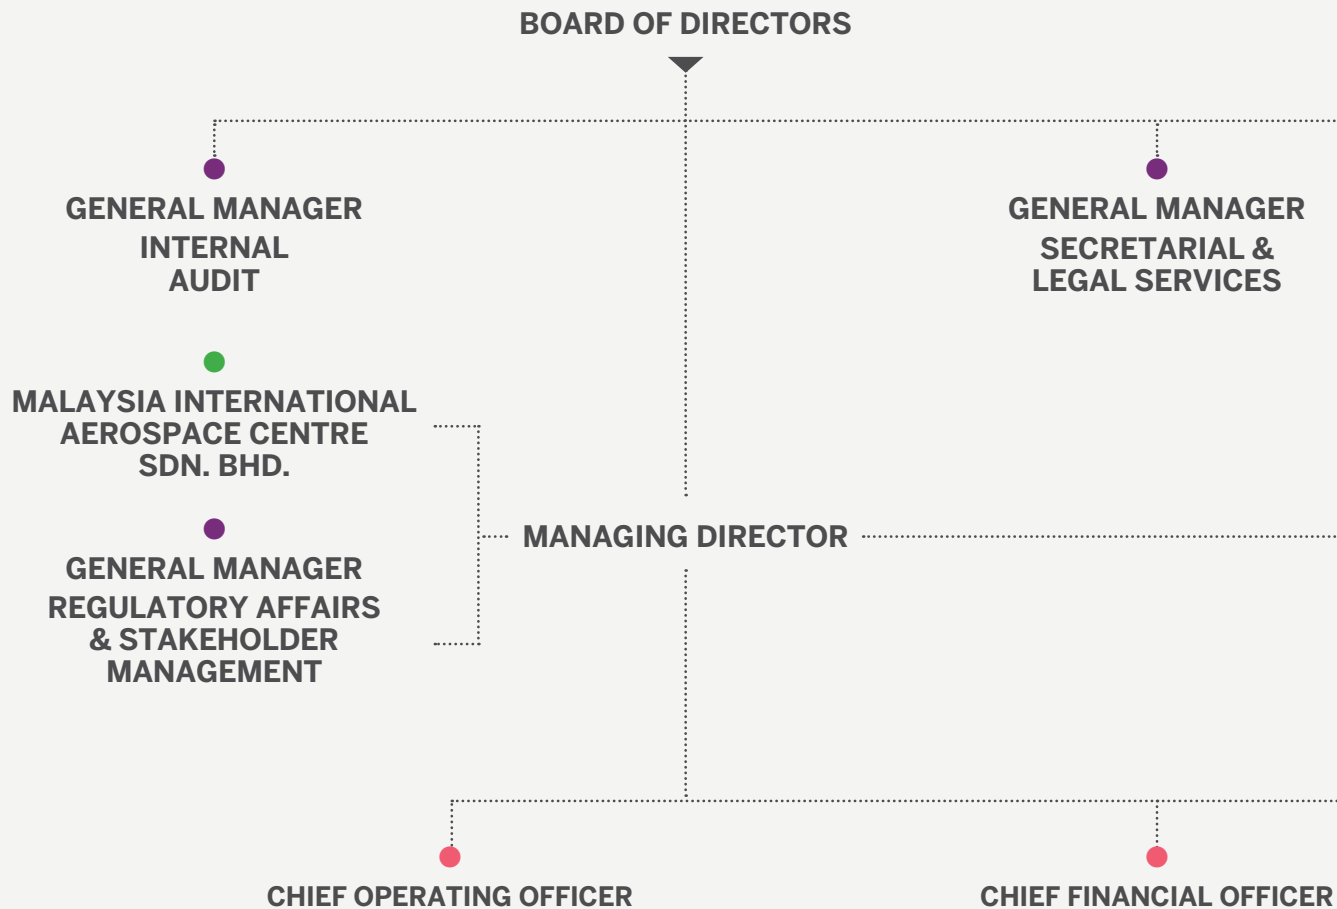 BOARD OF DIRECTORS
GENERAL MANAGER
INTERNAL
AUDIT
GENERAL MANAGER
SECRETARIAL &
LEGAL SERVICES
MALAYSIA INTERNATIONAL
AEROSPACE CENTRE
SDN. BHD.
GENERAL MANAGER
REGULATORY AFFAIRS
& STAKEHOLDER
MANAGEMENT
MANAGING DIRECTOR
CHIEF OPERATING OFFICER
CHIEF FINANCIAL OFFICER